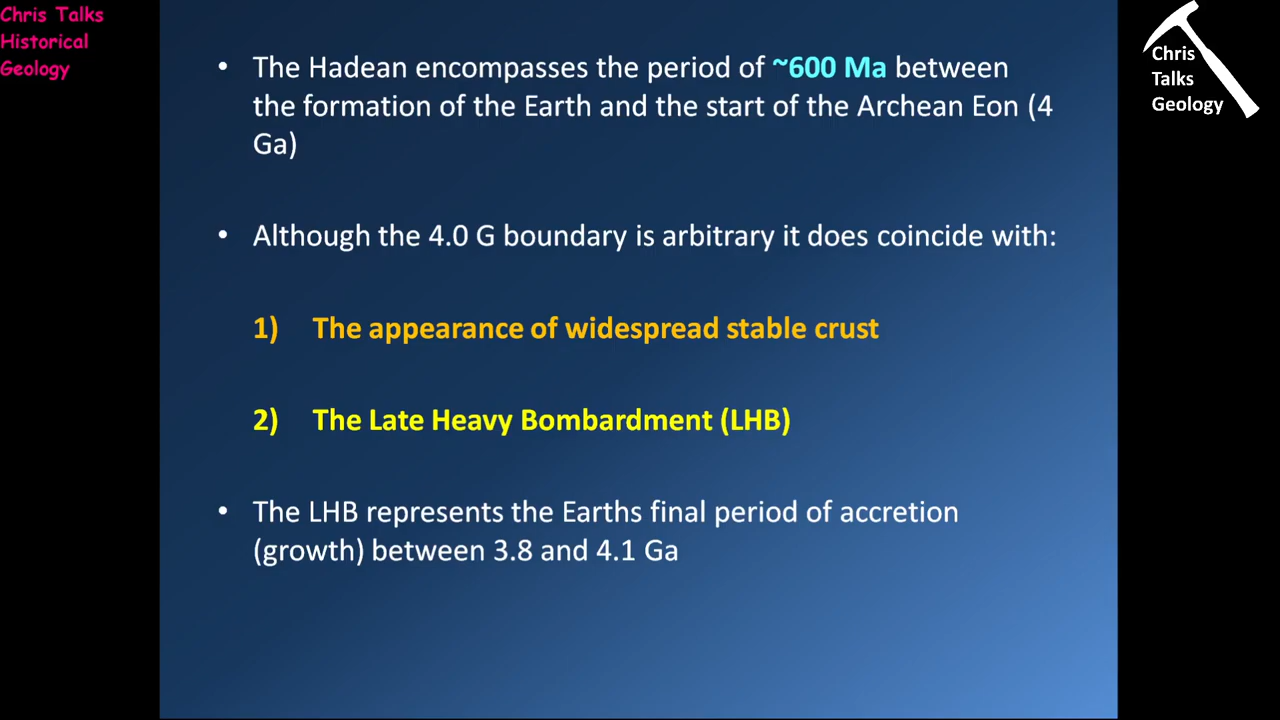 Chris Talks
Historical
Geology
Chris
Talks
Geology
• The Hadean encompasses the period of ~600 Ma between
the formation of the Earth and the start of the Archean Eon (4
Ga)
• Although the 4.0 G boundary is arbitrary it does coincide with:
1) The appearance of widespread stable crust
2) The Late Heavy Bombardment (LHB)
• The LHB represents the Earths final period of accretion
(growth) between 3.8 and 4.1 Ga